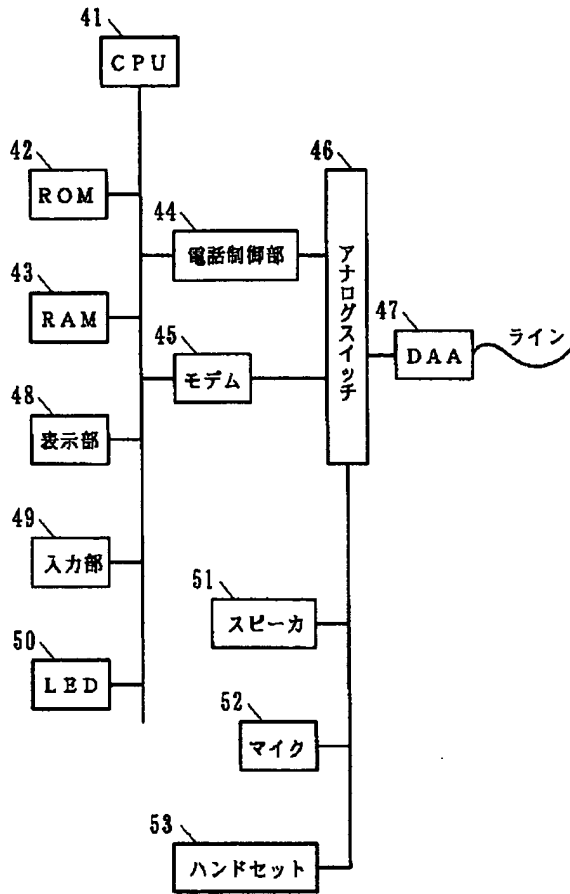 41
CPU
42
ROM
46
44
電話制御部
43
RAM
アナログスイッチ
47
DAA
ライン
45
モデム
48
表示部
49
入力部
51
スピーカ
50
LED
52
マイク
53
ハンドセット